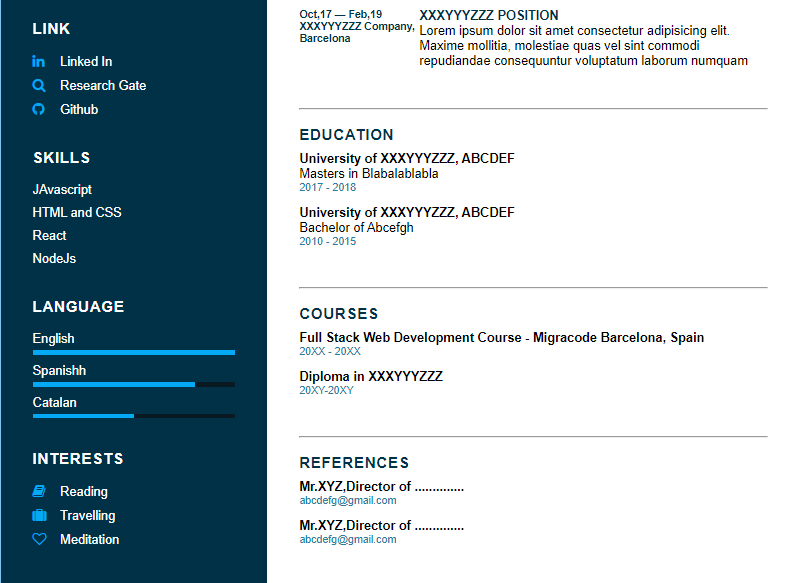 LINK
Linked In
Research Gate
Github
SKILLS
JAvascript
HTML and CSS
React
NodeJs
LANGUAGE
English
Spanishh
Catalan
INTERESTS
Reading
Travelling
Meditation
Oct,17 — Feb,19
XXXYYYZZZ Company,
Barcelona
XXXYYYZZZ POSITION
Lorem ipsum dolor sit amet consectetur adipisicing elit.
Maxime mollitia, molestiae quas vel sint commodi
repudiandae consequuntur voluptatum laborum numquam
EDUCATION
University of XXXYYYZZZ, ABCDEF
Masters in Blabalablabla
2017 - 2018
University of XXXYYYZZZ, ABCDEF
Bachelor of Abcefgh
2010 - 2015
COURSES
Full Stack Web Development Course - Migracode Barcelona, Spain
20XX - 20XX
Diploma in XXXYYYZZZ
20XY-20XY
REFERENCES
Mr.XYZ,Director of ..............
abcdefg@gmail.com
Mr.XYZ,Director of ..............
abcdefg@gmail.com